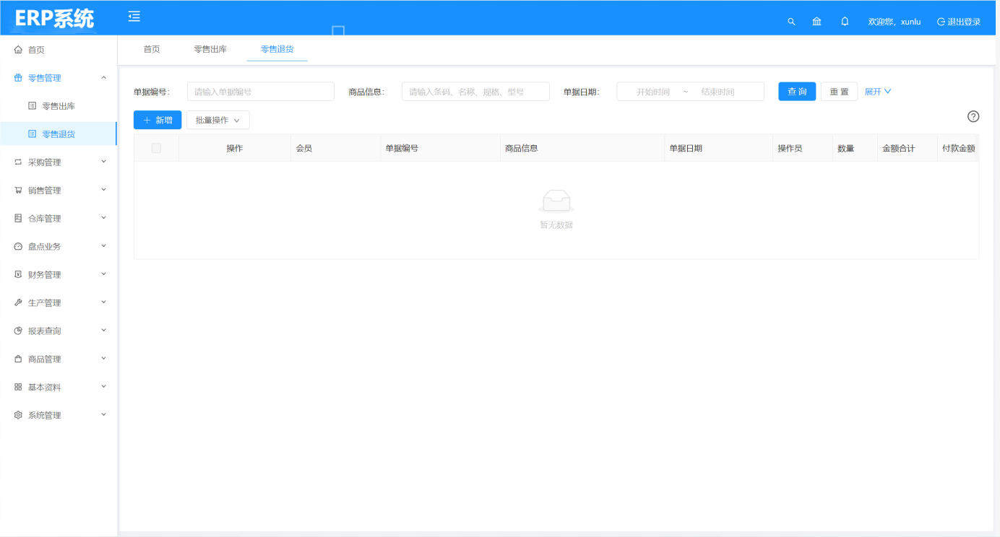 ERP系统
欢迎您，xunlu 退出登录
首页 零售出库 零售退货
首页
零售管理
零售出库
零售退货
采购管理
销售管理
仓库管理
盘点业务
财务管理
生产管理
报表查询
商品管理
基本资料
系统管理
单据编号： 请输入单据编号 商品信息： 请输入条码、名称、规格、型号 单据日期： 开始时间 ~ 结束时间 查 询 重 置 展开
新增 批量操作
操作 会员 单据编号 商品信息 单据日期 操作员 数量 金额合计 付款金额
暂无数据